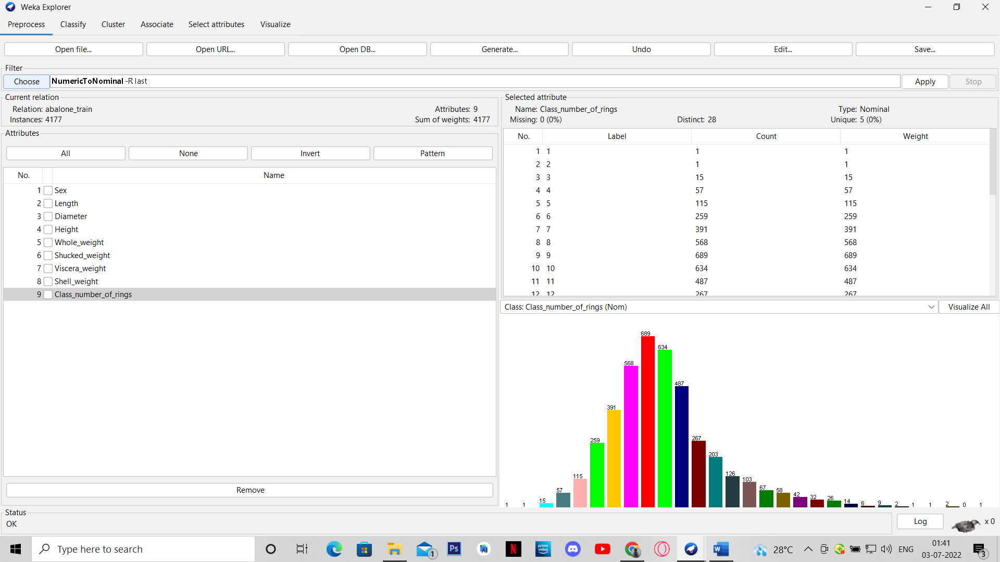 Weka Explorer
Preprocess Classify Cluster Associate Select attributes Visualize
Open file... Open URL... Open DB... Generate... Undo Edit... Save...
Filter
Choose NumericToNominal -R last Apply Stop
Current relation
Relation: abalone_train Attributes: 9
Instances: 4177 Sum of weights: 4177
Attributes
All None Invert Pattern
No. Name
1 Sex
2 Length
3 Diameter
4 Height
5 Whole_weight
6 Shucked_weight
7 Viscera_weight
8 Shell_weight
9 Class_number_of_rings
Remove
Selected attribute
Name: Class_number_of_rings Type: Nominal
Missing: 0 (0%) Distinct: 28 Unique: 5 (0%)
No. Label Count Weight
1 1 1 1
2 2 1 1
3 3 15 15
4 4 57 57
5 5 115 115
6 6 259 259
7 7 391 391
8 8 568 568
9 9 689 689
10 10 634 634
11 11 487 487
12 12 267 267
Class: Class_number_of_rings (Nom) Visualize All
1 1 15 57 115 259 391 568 689 634 487 267 203 126 103 67 58 42 32 26 14 6 9 2 1 1 2 0 1
Status
OK
Log x 0
Type here to search
1
Ps
N
prime video
W
28°C
ENG
01:41
03-07-2022
3